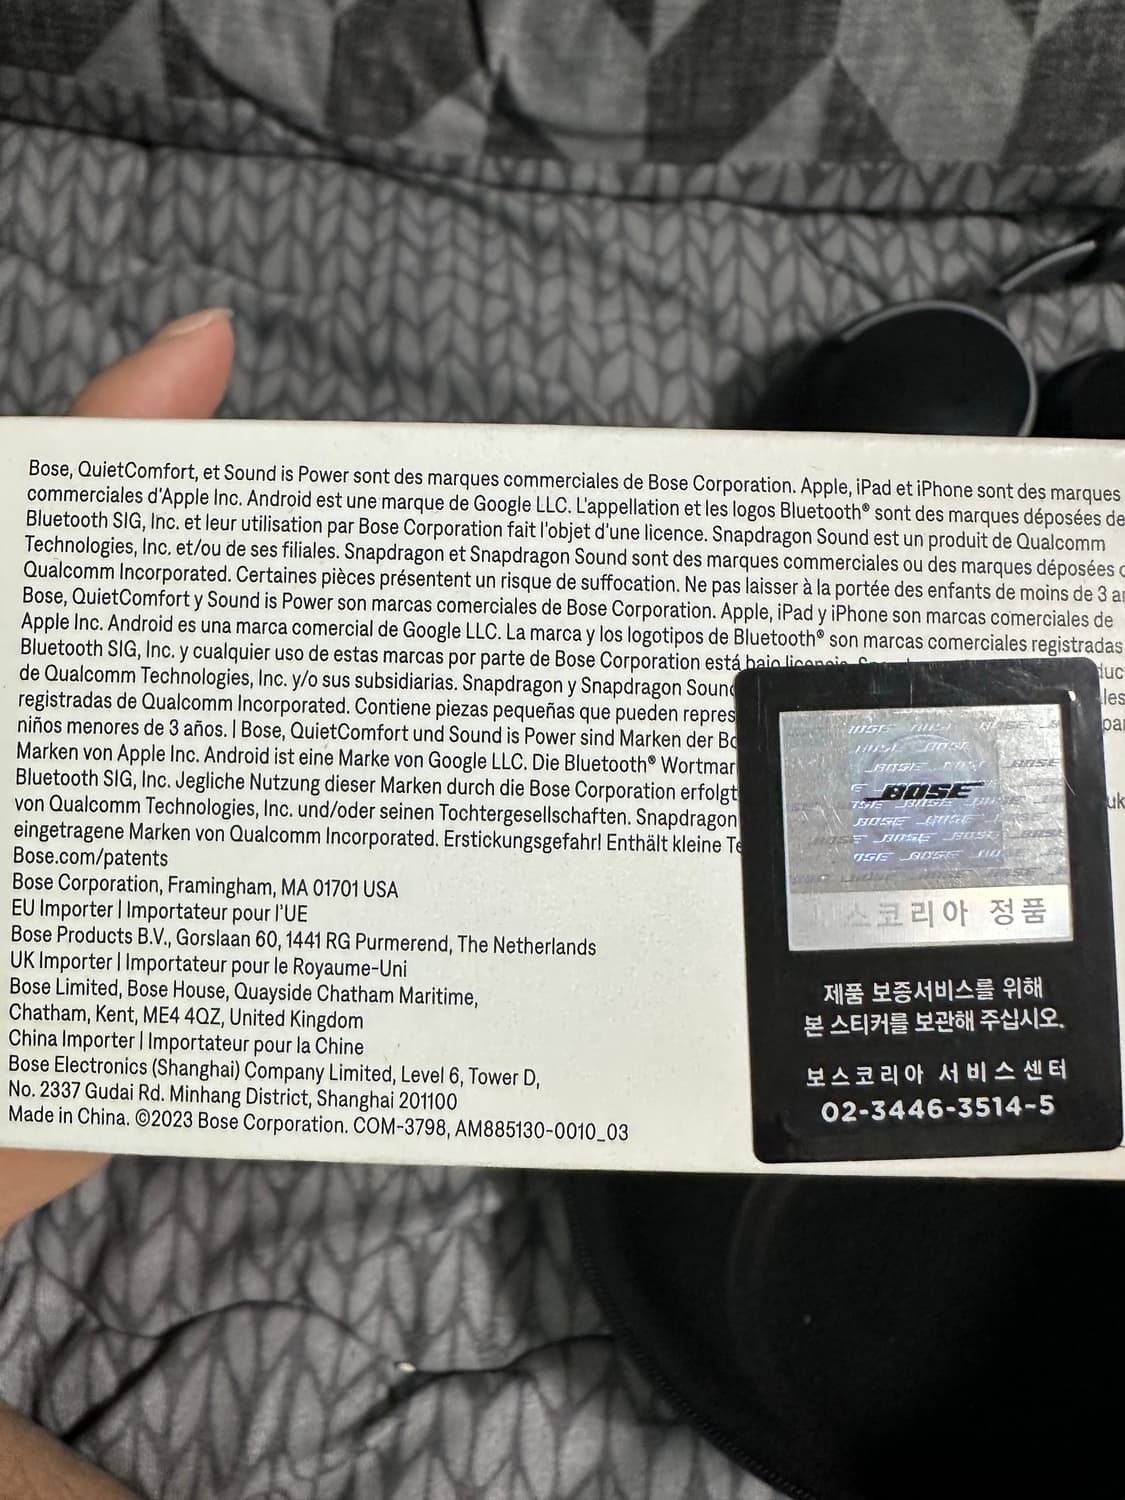 Bose, QuietComfort, et Sound is Power sont des marques commerciales de Bose Corporation. Apple, iPad et iPhone sont des marques
commerciales d'Apple Inc. Android est une marque de Google LLC. L'appellation et les logos Bluetooth® sont des marques déposées de
Bluetooth SIG, Inc. et leur utilisation par Bose Corporation fait l'objet d'une licence. Snapdragon Sound est un produit de Qualcomm
Technologies, Inc. et/ou de ses filiales. Snapdragon et Snapdragon Sound sont des marques commerciales ou des marques déposées
Qualcomm Incorporated. Certaines pièces présentent un risque de suffocation. Ne pas laisser à la portée des enfants de moins de 3
Bose, QuietComfort y Sound is Power son marcas comerciales de Bose Corporation. Apple, iPad y iPhone son marcas comerciales de
Apple Inc. Android es una marca comercial de Google LLC. La marca y los logotipos de Bluetooth® son marcas comerciales registradas
Bluetooth SIG, Inc. y cualquier uso de estas marcas por parte de Bose Corporation está bajo licencia.
de Qualcomm Technologies, Inc. y/o sus subsidiarias. Snapdragon y Snapdragon Soun
registradas de Qualcomm Incorporated. Contiene piezas pequeñas que pueden repres
niños menores de 3 años. | Bose, QuietComfort und Sound is Power sind Marken der Bo
Marken von Apple Inc. Android ist eine Marke von Google LLC. Die Bluetooth® Wortmar
Bluetooth SIG, Inc. Jegliche Nutzung dieser Marken durch die Bose Corporation erfolgt
von Qualcomm Technologies, Inc. und/oder seinen Tochtergesellschaften. Snapdragon
eingetragene Marken von Qualcomm Incorporated. Erstickungsgefahr! Enthält kleine Te
Bose.com/patents
Bose Corporation, Framingham, MA 01701 USA
EU Importer | Importateur pour l'UE
Bose Products B.V., Gorslaan 60, 1441 RG Purmerend, The Netherlands
UK Importer | Importateur pour le Royaume-Uni
Bose Limited, Bose House, Quayside Chatham Maritime,
Chatham, Kent, ME4 4QZ, United Kingdom
China Importer | Importateur pour la Chine
Bose Electronics (Shanghai) Company Limited, Level 6, Tower D,
No. 2337 Gudai Rd. Minhang District, Shanghai 201100
Made in China. ©2023 Bose Corporation. COM-3798, AM885130-0010_03
BOSE
스코리아 정품
제품 보증서비스를 위해
본 스티커를 보관해 주십시오.
보스코리아 서비스센터
02-3446-3514~5